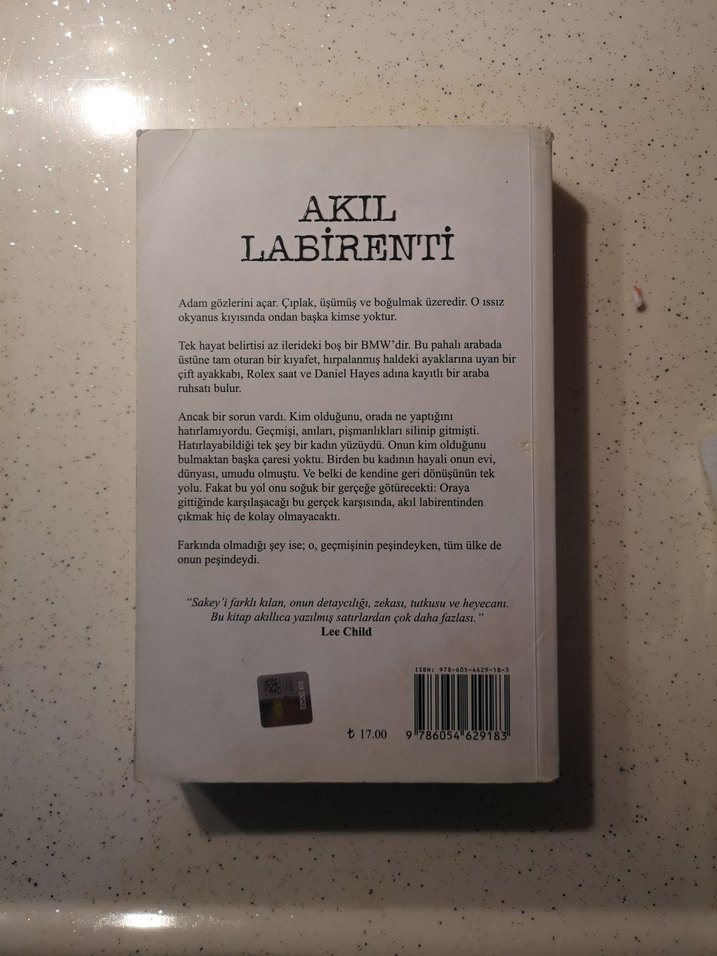 AKIL
LABİRENTİ
Adam gözlerini açar. Çıplak, üşümüş ve boğulmak üzeredir. O ıssız
okyanus kıyısında ondan başka kimse yoktur.
Tek hayat belirtisi az ilerideki boş bir BMW'dir. Bu pahalı arabada
üstüne tam oturan bir kıyafet, hırpalanmış haldeki ayaklarına uyan bir
çift ayakkabı, Rolex saat ve Daniel Hayes adına kayıtlı bir araba
ruhsatı bulur.
Ancak bir sorun vardı. Kim olduğunu, orada ne yaptığını
hatırlamıyordu. Geçmişi, anıları, pişmanlıkları silinip gitmişti.
Hatırlayabildiği tek şey bir kadın yüzüydü. Onun kim olduğunu
bulmaktan başka çaresi yoktu. Birden bu kadının hayali onun evi,
dünyası, umudu olmuştu. Ve belki de kendine geri dönüşünün tek
yolu. Fakat bu yol onu soğuk bir gerçeğe götürecekti: Oraya
gittiğinde karşılaşacağı bu gerçek karşısında, akıl labirentinden
çıkmak hiç de kolay olmayacaktı.
Farkında olmadığı şey ise; o, geçmişinin peşindeyken, tüm ülke de
onun peşindeydi.
"Sakey'i farklı kılan, onun detaycılığı, zekası, tutkusu ve heyecanı.
Bu kitap akıllıca yazılmış satırlardan çok daha fazlası."
Lee Child
ISBN: 978-605-4629-18-3
₺ 17.00
9 786054 629183